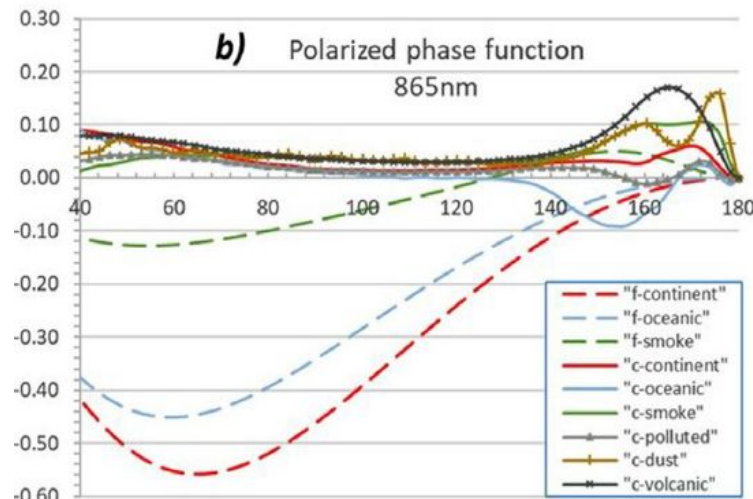 0.30
b) Polarized phase function
865nm
0.20
0.10
0.00
40 60 80 100 120 140 160 180
-0.10
-0.20
-0.30
-0.40
-0.50
-0.60
"f-continent"
"f-oceanic"
"f-smoke"
"c-continent"
"c-oceanic"
"c-smoke"
"c-polluted"
"c-dust"
"c-volcanic"